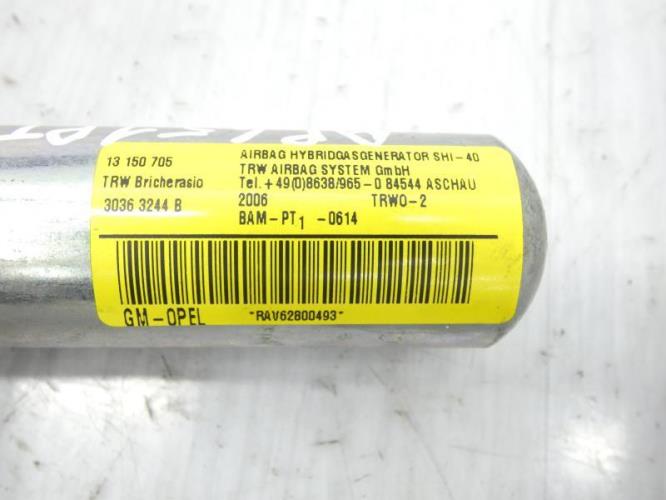 13 150 705
TRW Bricherasio
3036 3244 B
AIRBAG HYBRIDGASGENERATOR SHI-40
TRW AIRBAG SYSTEM GmbH
Tel. +49(0)8638/965-0 84544 ASCHAU
2006 TRWO-2
BAM-PT1 -0614
GM-OPEL
*RAV62800493*